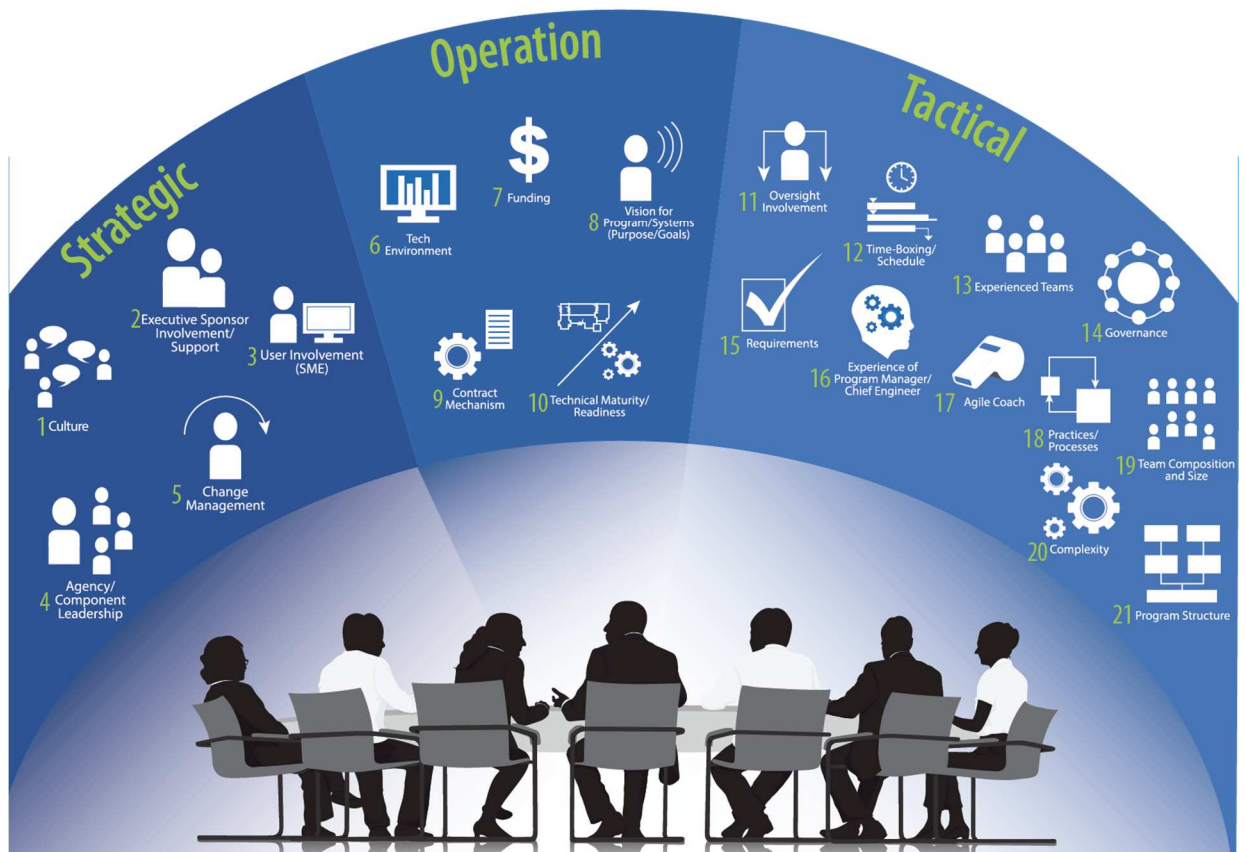 Strategic
Operation
Tactical
1 Culture
2 Executive Sponsor
Involvement/
Support
3 User Involvement
(SME)
4 Agency/
Component
Leadership
5 Change
Management
6 Tech
Environment
7 Funding
8 Vision for
Program/Systems
(Purpose/Goals)
9 Contract
Mechanism
10 Technical Maturity/
Readiness
11 Oversight
Involvement
12 Time-Boxing/
Schedule
13 Experienced Teams
14 Governance
15 Requirements
16 Experience of
Program Manager/
Chief Engineer
17 Agile Coach
18 Practices/
Processes
19 Team Composition
and Size
20 Complexity
21 Program Structure